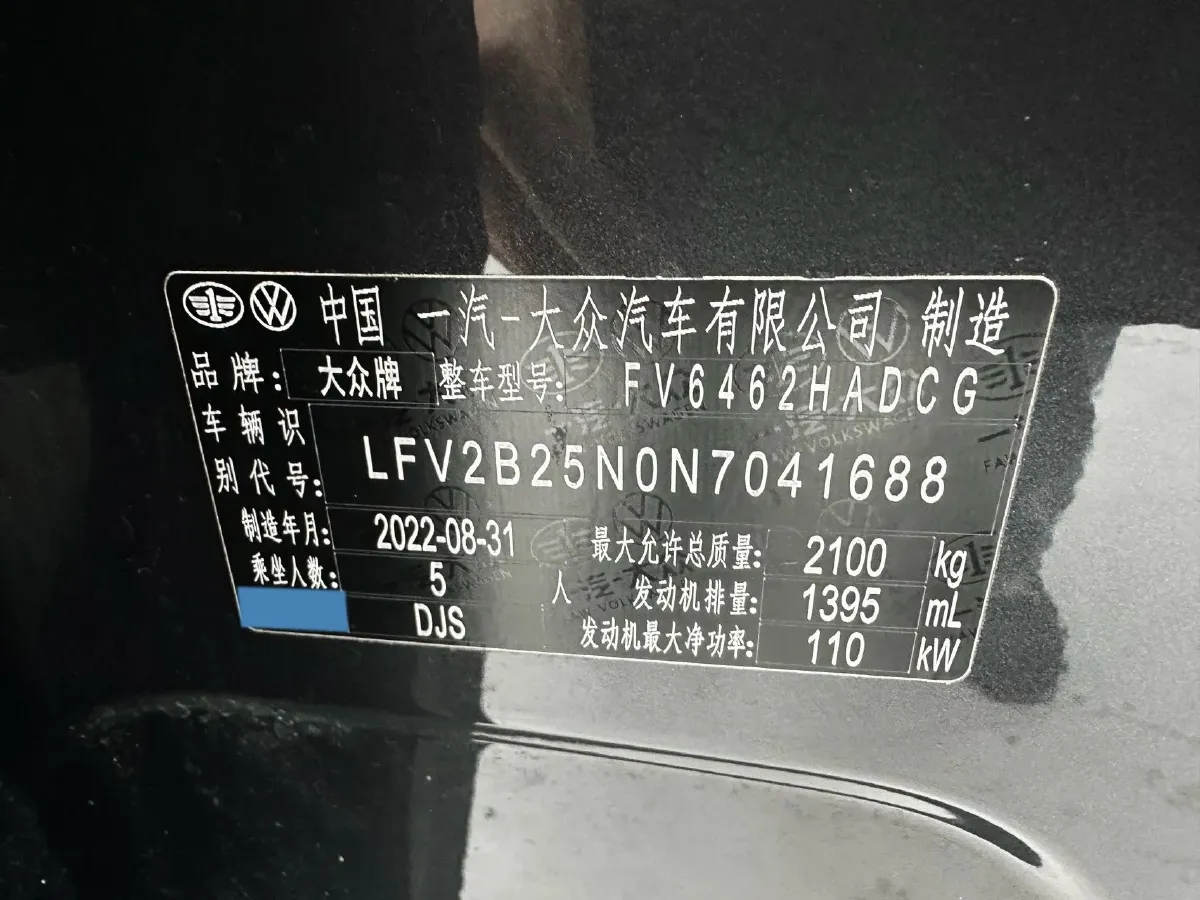 中国 一汽-大众汽车有限公司 制造
品牌: 大众牌 整车型号: FV6462HADCG
车辆识别代号: LFV2B25N0N7041688
制造年月: 2022-08-31 最大允许总质量: 2100 kg
乘坐人数: 5 人 发动机排量: 1395 mL
DJS 发动机最大净功率: 110 kW